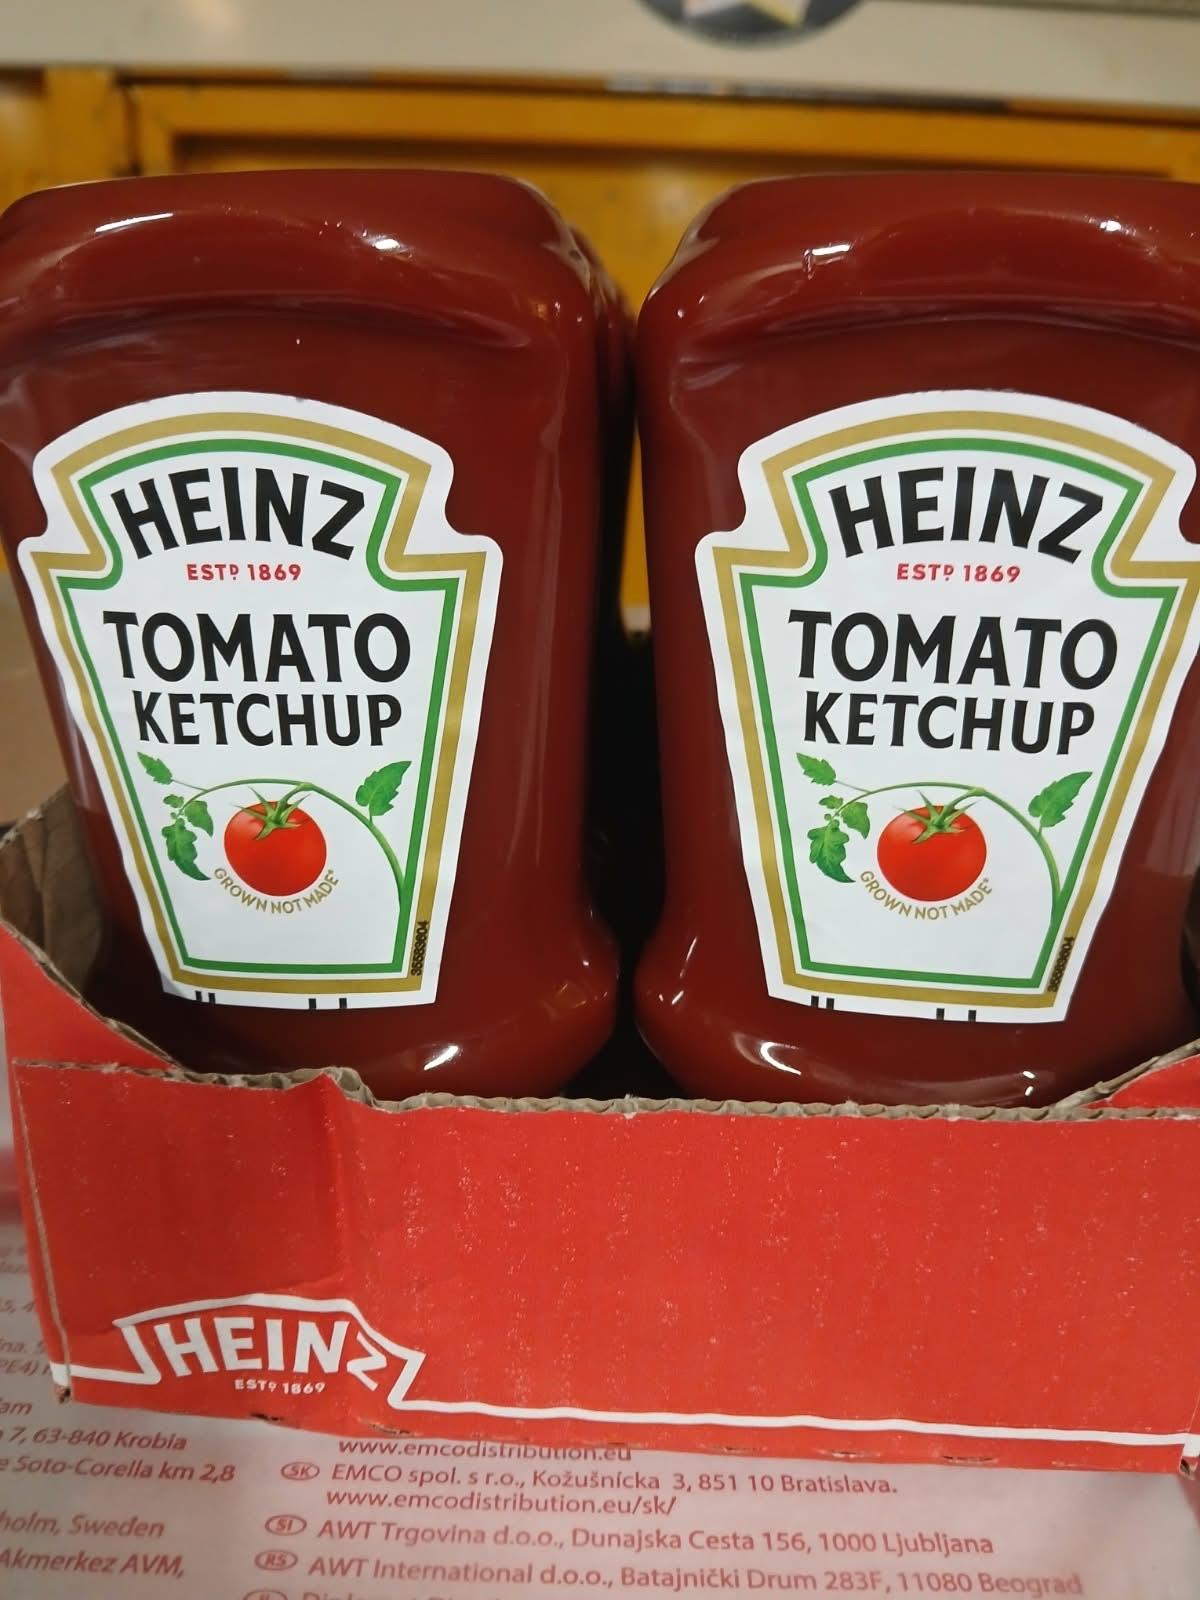 HEINZ
ESTD 1869
TOMATO
KETCHUP
GROWN NOT MADE*
HEINZ
ESTD 1869
TOMATO
KETCHUP
GROWN NOT MADE*
HEINZ
ESTD 1869
7, 63-840 Krobia
Soto-Corella km 2,8
holm, Sweden
Akmerkez AVM,
www.emcodistribution.eu
SK EMCO spol. s r.o., Kožušnícka 3, 851 10 Bratislava.
www.emcodistribution.eu/sk/
SI AWT Trgovina d.o.o., Dunajska Cesta 156, 1000 Ljubljana
RS AWT International d.o.o., Batajnički Drum 283F, 11080 Beograd